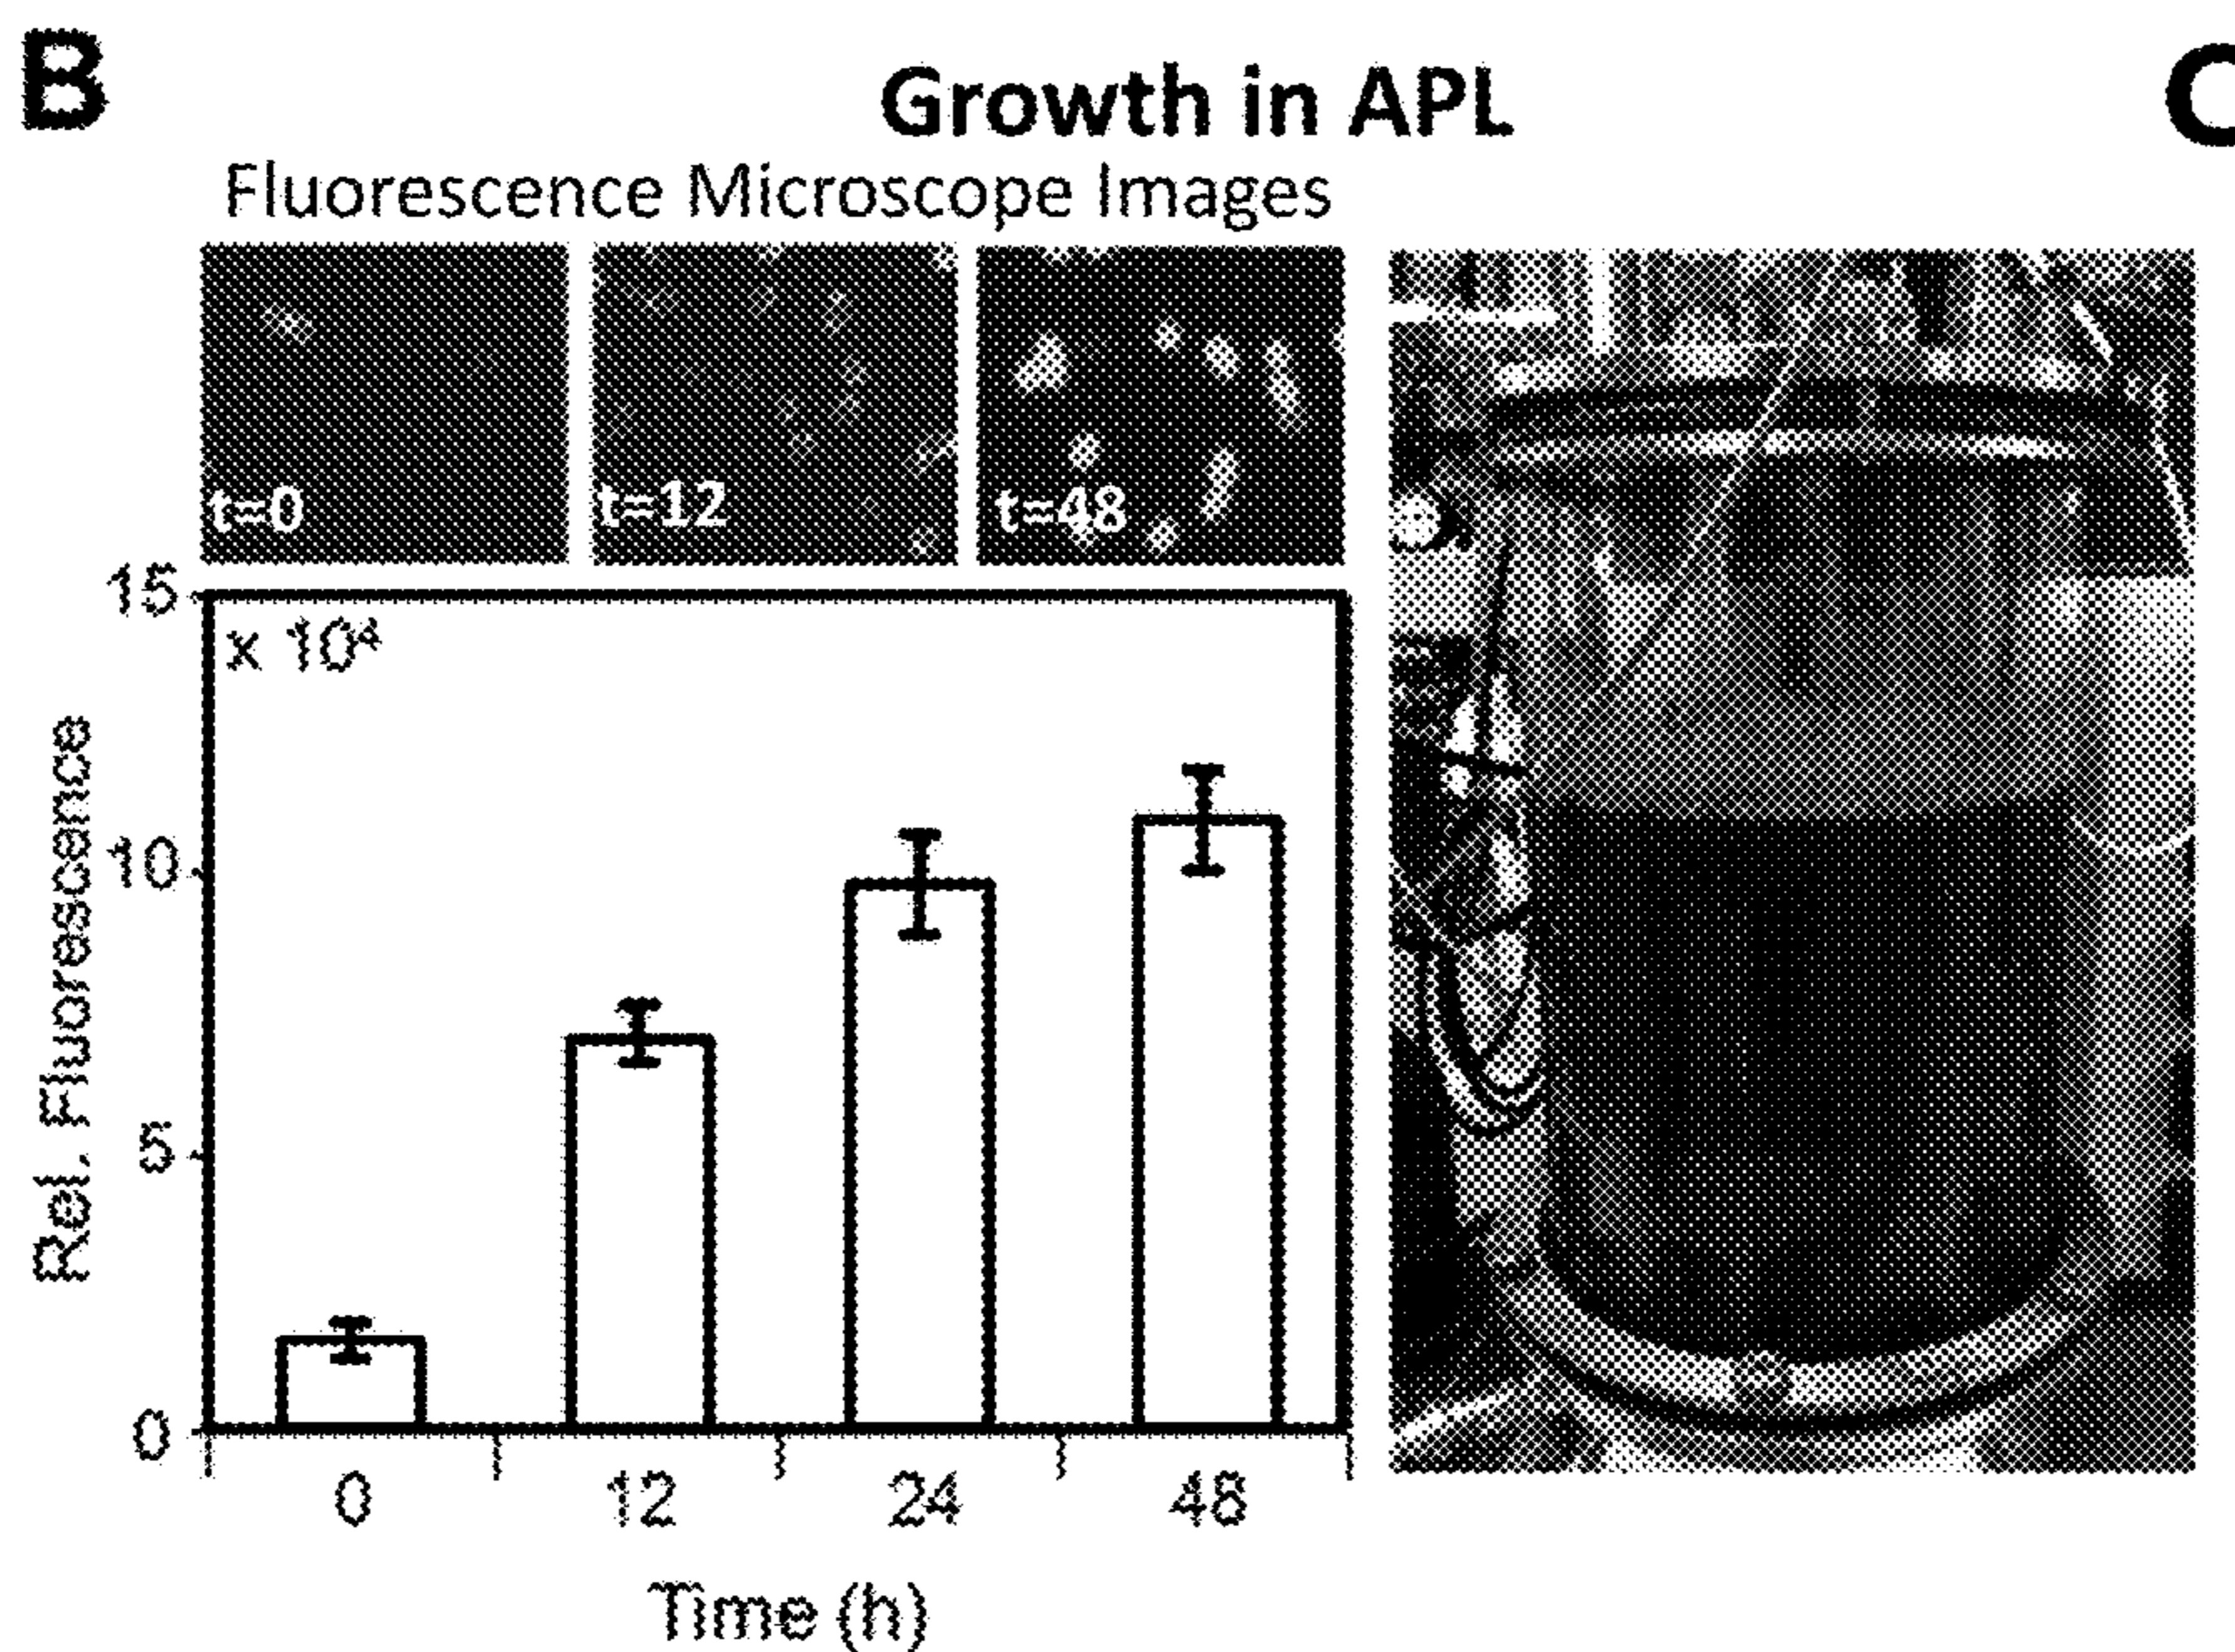 B
C
Growth in APL
Fluorescence Microscope Images
t=0
t=12
t=48
15
x 10⁴
10
5
0
Rel. Fluorescence
0
12
24
48
Time (h)